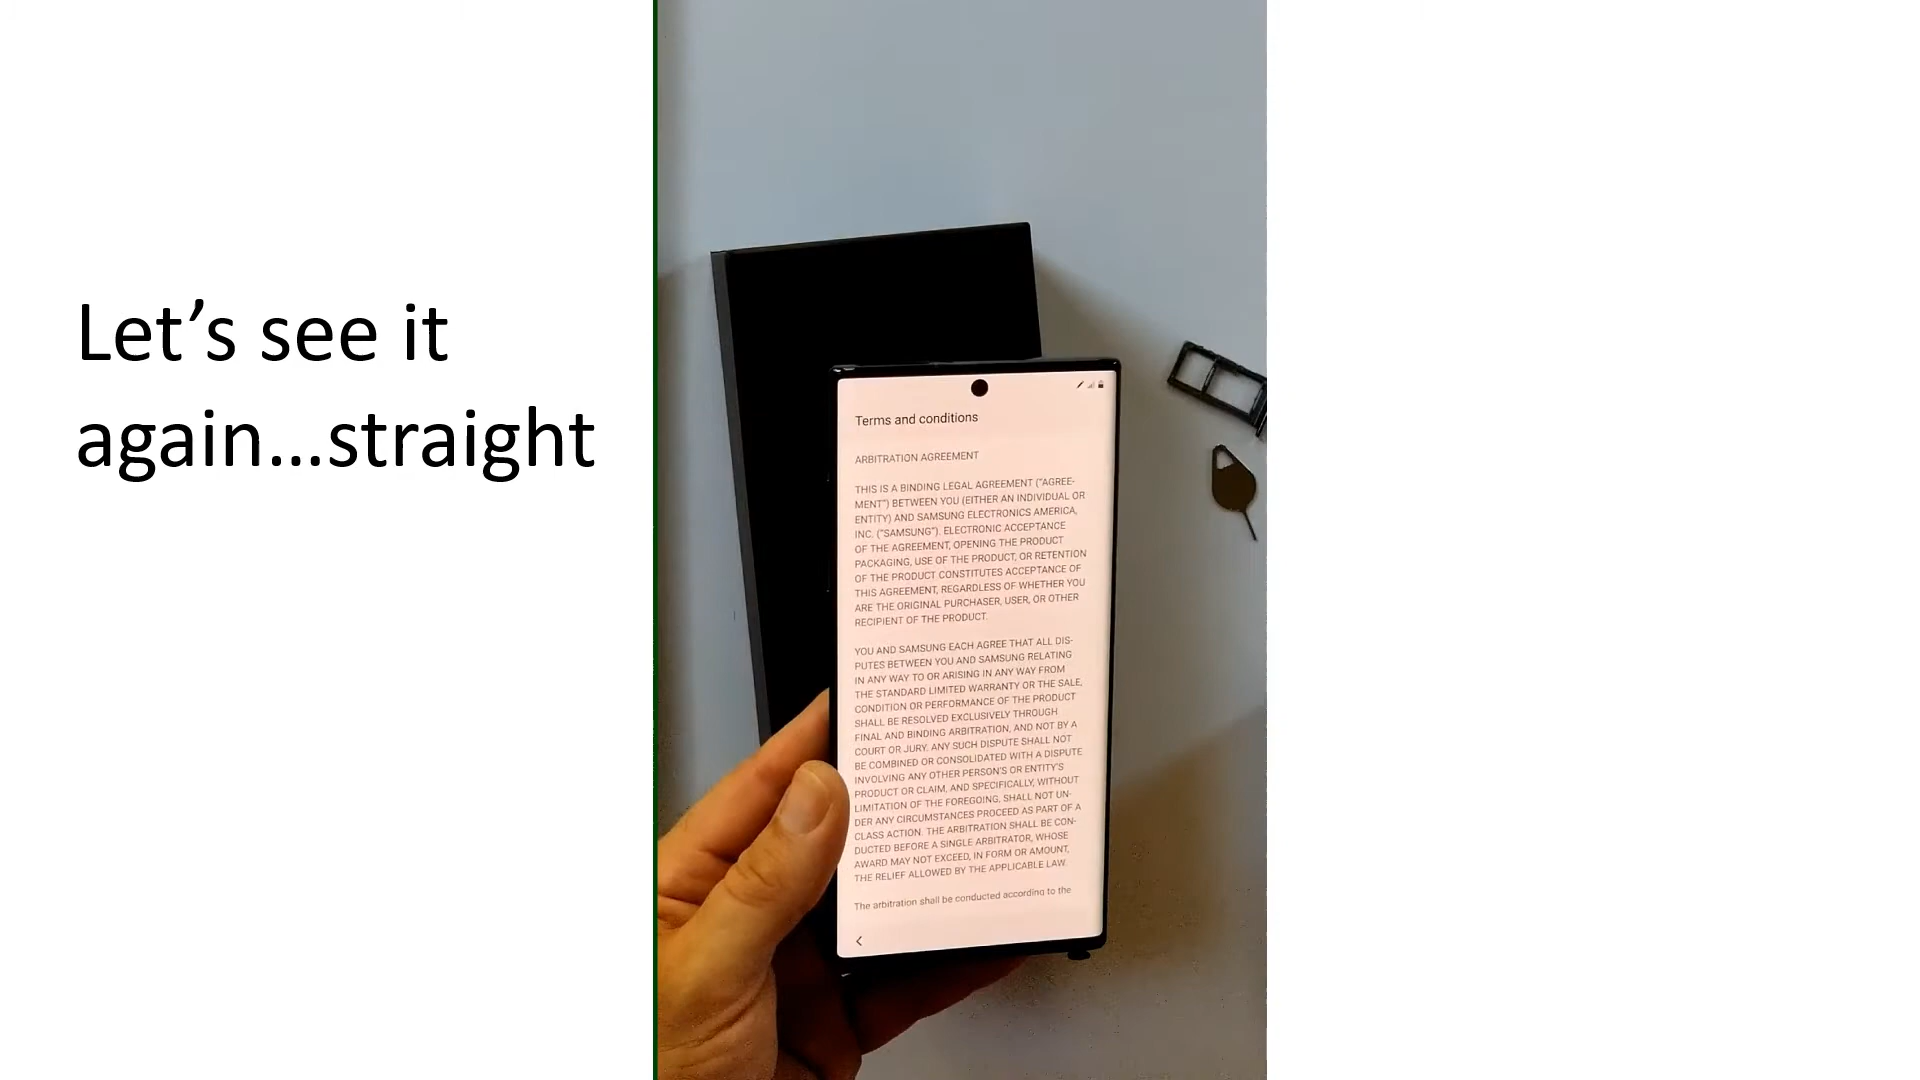 Let’s see it
again…straight
Terms and conditions
ARBITRATION AGREEMENT
THIS IS A BINDING LEGAL AGREEMENT (“AGREE-
MENT”) BETWEEN YOU (EITHER AN INDIVIDUAL OR
ENTITY) AND SAMSUNG ELECTRONICS AMERICA,
INC. (“SAMSUNG”). ELECTRONIC ACCEPTANCE
OF THE AGREEMENT, OPENING THE PRODUCT
PACKAGING, USE OF THE PRODUCT, OR RETENTION
OF THE PRODUCT CONSTITUTES ACCEPTANCE OF
THIS AGREEMENT, REGARDLESS OF WHETHER YOU
ARE THE ORIGINAL PURCHASER, USER, OR OTHER
RECIPIENT OF THE PRODUCT.
YOU AND SAMSUNG EACH AGREE THAT ALL DIS-
PUTES BETWEEN YOU AND SAMSUNG RELATING
IN ANY WAY TO OR ARISING IN ANY WAY FROM
THE STANDARD LIMITED WARRANTY OR THE SALE,
CONDITION OR PERFORMANCE OF THE PRODUCT
SHALL BE RESOLVED EXCLUSIVELY THROUGH
FINAL AND BINDING ARBITRATION, AND NOT BY A
COURT OR JURY. ANY SUCH DISPUTE SHALL NOT
BE COMBINED OR CONSOLIDATED WITH A DISPUTE
INVOLVING ANY OTHER PERSON'S OR ENTITY'S
PRODUCT OR CLAIM, AND SPECIFICALLY, WITHOUT
LIMITATION OF THE FOREGOING, SHALL NOT UN-
DER ANY CIRCUMSTANCES PROCEED AS PART OF A
CLASS ACTION. THE ARBITRATION SHALL BE CON-
DUCTED BEFORE A SINGLE ARBITRATOR, WHOSE
AWARD MAY NOT EXCEED, IN FORM OR AMOUNT,
THE RELIEF ALLOWED BY THE APPLICABLE LAW.
The arbitration shall be conducted according to the